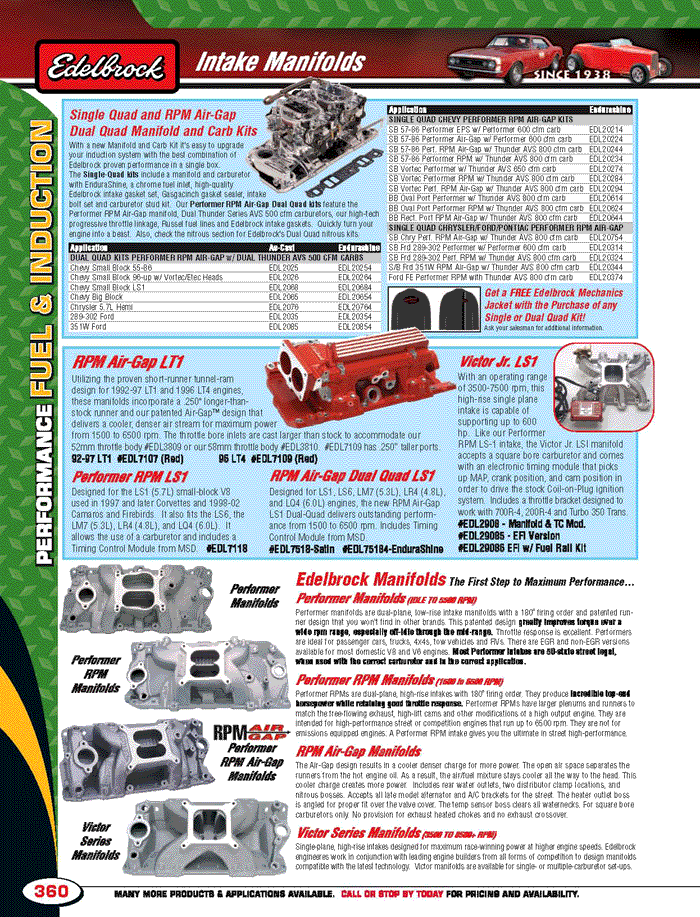 Edelbrock
Intake Manifolds
SINCE 1938
PERFORMANCE FUEL & INDUCTION
Single Quad and RPM Air-Gap
Dual Quad Manifold and Carb Kits
With a new Manifold and Carb Kit it's easy to upgrade
your induction system with the best combination of
Edelbrock proven performance in a single box.
The Single-Quad kits include a manifold and carburetor
with EnduraShine, a chrome fuel inlet, high-quality
Edelbrock intake gasket set, Gasgacinch gasket sealer, intake
bolt set and carburetor stud kit. Our Performer RPM Air-Gap Dual Quad kits feature the
Performer RPM Air-Gap manifold, Dual Thunder Series AVS 500 cfm carburetors, our high-tech
progressive throttle linkage, Russel fuel lines and Edelbrock intake gaskets. Quickly turn your
engine into a beast. Also, check the nitrous section for Edelbrock's Dual Quad nitrous kits.
Application As-Cast Endurashine
DUAL QUAD KITS PERFORMER RPM AIR-GAP w/ DUAL THUNDER AVS 500 CFM CARBS
Chevy Small Block 55-86 EDL2025 EDL20254
Chevy Small Block 96-up w/ Vortec/Etec Heads EDL2026 EDL20264
Chevy Small Block LS1 EDL2068 EDL20684
Chevy Big Block EDL2065 EDL20654
Chrysler 5.7L Hemi EDL2076 EDL20764
289-302 Ford EDL2035 EDL20354
351W Ford EDL2085 EDL20854
Application Endurashine
SINGLE QUAD CHEVY PERFORMER RPM AIR-GAP KITS
SB 57-86 Performer EPS w/ Performer 600 cfm carb EDL20214
SB 57-86 Performer Air-Gap w/ Performer 600 cfm carb EDL20224
SB 57-86 Perf. RPM Air-Gap w/ Thunder AVS 800 cfm carb EDL20244
SB 57-86 Performer RPM w/ Thunder AVS 800 cfm carb EDL20234
SB Vortec Performer w/ Thunder AVS 650 cfm carb EDL20274
SB Vortec Performer RPM w/ Thunder AVS 800 cfm carb EDL20284
SB Vortec Perf. RPM Air-Gap w/ Thunder AVS 800 cfm carb EDL20294
BB Oval Port Performer w/ Thunder AVS 800 cfm carb EDL20614
BB Oval Port Performer RPM w/ Thunder AVS 800 cfm carb EDL20624
BB Rect. Port RPM Air-Gap w/ Thunder AVS 800 cfm carb EDL20644
SINGLE QUAD CHRYSLER/FORD/PONTIAC PERFORMER RPM AIR-GAP
SB Chry Perf. RPM Air-Gap w/ Thunder AVS 800 cfm carb EDL20754
SB Frd 289-302 Performer w/ Performer 600 cfm carb EDL20314
SB Frd 289-302 Perf. RPM w/ Thunder AVS 800 cfm carb EDL20324
S/B Frd 351W RPM Air-Gap w/ Thunder AVS 800 cfm carb EDL20344
Ford FE Performer RPM with Thunder AVS 800 cfm carb EDL20374
Get a FREE Edelbrock Mechanics
Jacket with the Purchase of any
Single or Dual Quad Kit!
Ask your salesman for additional information.
RPM Air-Gap LT1
Utilizing the proven short-runner tunnel-ram
design for 1992-97 LT1 and 1996 LT4 engines,
these manifolds incorporate a .250" longer-than-
stock runner and our patented Air-Gap™ design that
delivers a cooler, denser air stream for maximum power
from 1500 to 6500 rpm. The throttle bore inlets are cast larger than stock to accommodate our
52mm throttle body #EDL3809 or our 58mm throttle body #EDL3810. #EDL7109 has .250" taller ports.
92-97 LT1 #EDL7107 (Red) 96 LT4 #EDL7109 (Red)
Performer RPM LS1
Designed for the LS1 (5.7L) small-block V8
used in 1997 and later Corvettes and 1998-02
Camaros and Firebirds. It also fits the LS6, the
LM7 (5.3L), LR4 (4.8L), and LQ4 (6.0L). It
allows the use of a carburetor and includes a
Timing Control Module from MSD. #EDL7118
RPM Air-Gap Dual Quad LS1
Designed for LS1, LS6, LM7 (5.3L), LR4 (4.8L),
and LQ4 (6.0L) engines, the new RPM Air-Gap
LS1 Dual-Quad delivers outstanding perform-
ance from 1500 to 6500 rpm. Includes Timing
Control Module from MSD.
#EDL7518-Satin #EDL75184-EnduraShine
Victor Jr. LS1
With an operating range
of 3500-7500 rpm, this
high-rise single plane
intake is capable of
supporting up to 600
hp. Like our Performer
RPM LS-1 intake, the Victor Jr. LS1 manifold
accepts a square bore carburetor and comes
with an electronic timing module that picks
up MAP, crank position, and cam position in
order to drive the stock Coil-on-Plug ignition
system. Includes a throttle bracket designed to
work with 700R-4, 200R-4 and Turbo 350 Trans.
#EDL2908 - Manifold & TC Mod.
#EDL29085 - EFI Version
#EDL29086 EFI w/ Fuel Rail Kit
Performer
Manifolds
Performer
RPM
Manifolds
RPM AIR GAP
Performer
RPM Air-Gap
Manifolds
Victor
Series
Manifolds
Edelbrock Manifolds The First Step to Maximum Performance...
Performer Manifolds (IDLE TO 5500 RPM)
Performer manifolds are dual-plane, low-rise intake manifolds with a 180° firing order and patented run-
ner design that you won't find in other brands. This patented design greatly improves torque over a
wide rpm range, especially off-idle through the mid-range. Throttle response is excellent. Performers
are ideal for passenger cars, trucks, 4x4s, tow vehicles and RVs. There are EGR and non-EGR versions
available for most domestic V8 and V6 engines. Most Performer intakes are 50-state street legal,
when used with the correct carburetor and in the correct application.
Performer RPM Manifolds (1500 to 6500 RPM)
Performer RPMs are dual-plane, high-rise intakes with 180° firing order. They produce incredible top-end
horsepower while retaining good throttle response. Performer RPMs have larger plenums and runners to
match the free-flowing exhaust, high-lift cams and other modifications of a high output engine. They are
intended for high-performance street or competition engines that run up to 6500 rpm. They are not for
emissions equipped engines. A Performer RPM intake gives you the ultimate in street high-performance.
RPM Air-Gap Manifolds
The Air-Gap design results in a cooler denser charge for more power. The open air space separates the
runners from the hot engine oil. As a result, the air/fuel mixture stays cooler all the way to the head. This
cooler charge creates more power. Includes rear water outlets, two distributor clamp locations, and
nitrous bosses. Accepts all late model alternator and A/C brackets for the street. The heater outlet boss
is angled for proper fit over the valve cover. The temp sensor boss clears all waternecks. For square bore
carburetors only. No provision for exhaust heated chokes and no exhaust crossover.
Victor Series Manifolds (3500 TO 8500+ RPM)
Single-plane, high-rise intakes designed for maximum race-winning power at higher engine speeds. Edelbrock
engineeres work in conjunction with leading engine builders from all forms of competition to design manifolds
compatible with the latest technology. Victor manifolds are available for single- or multiple-carburetor set-ups.
360
MANY MORE PRODUCTS & APPLICATIONS AVAILABLE. CALL OR STOP BY TODAY FOR PRICING AND AVAILABILITY.